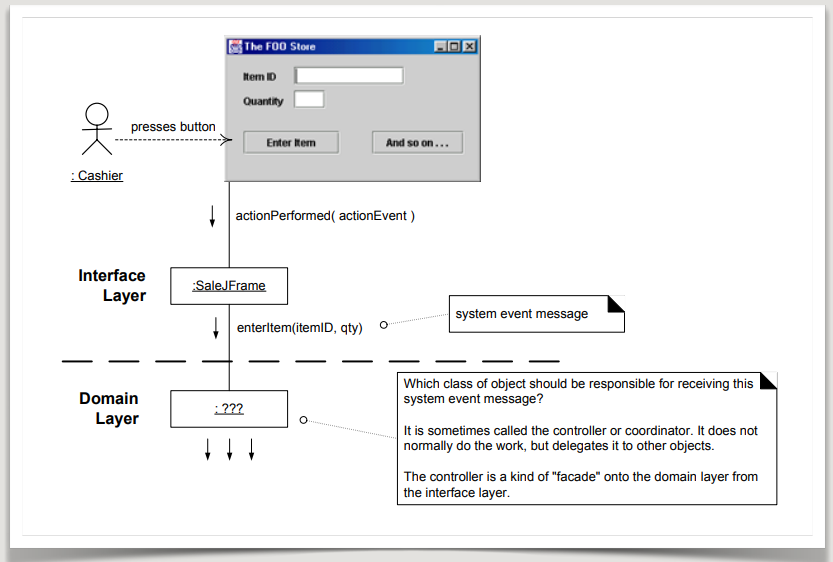 The FOO Store
Item ID
Quantity
presses button
Enter Item
And so on . . .
: Cashier
actionPerformed( actionEvent )
Interface
Layer
:SaleJFrame
system event message
enterItem(itemID, qty)
Domain
Layer
: ???
Which class of object should be responsible for receiving this
system event message?
It is sometimes called the controller or coordinator. It does not
normally do the work, but delegates it to other objects.
The controller is a kind of "facade" onto the domain layer from
the interface layer.